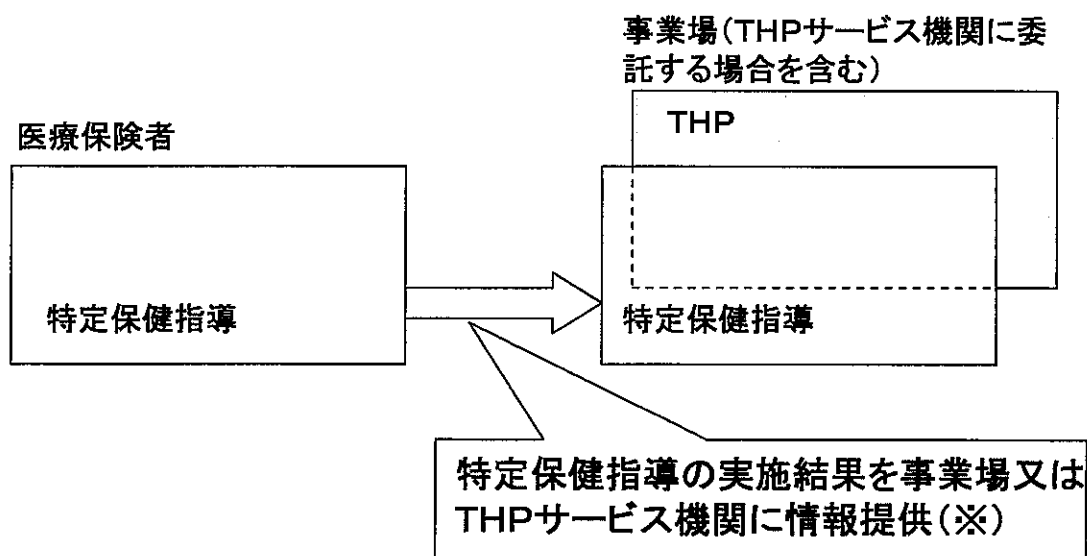 事業場(THPサービス機関に委
託する場合を含む)
THP
医療保険者
特定保健指導
特定保健指導
特定保健指導の実施結果を事業場又は
THPサービス機関に情報提供(※)